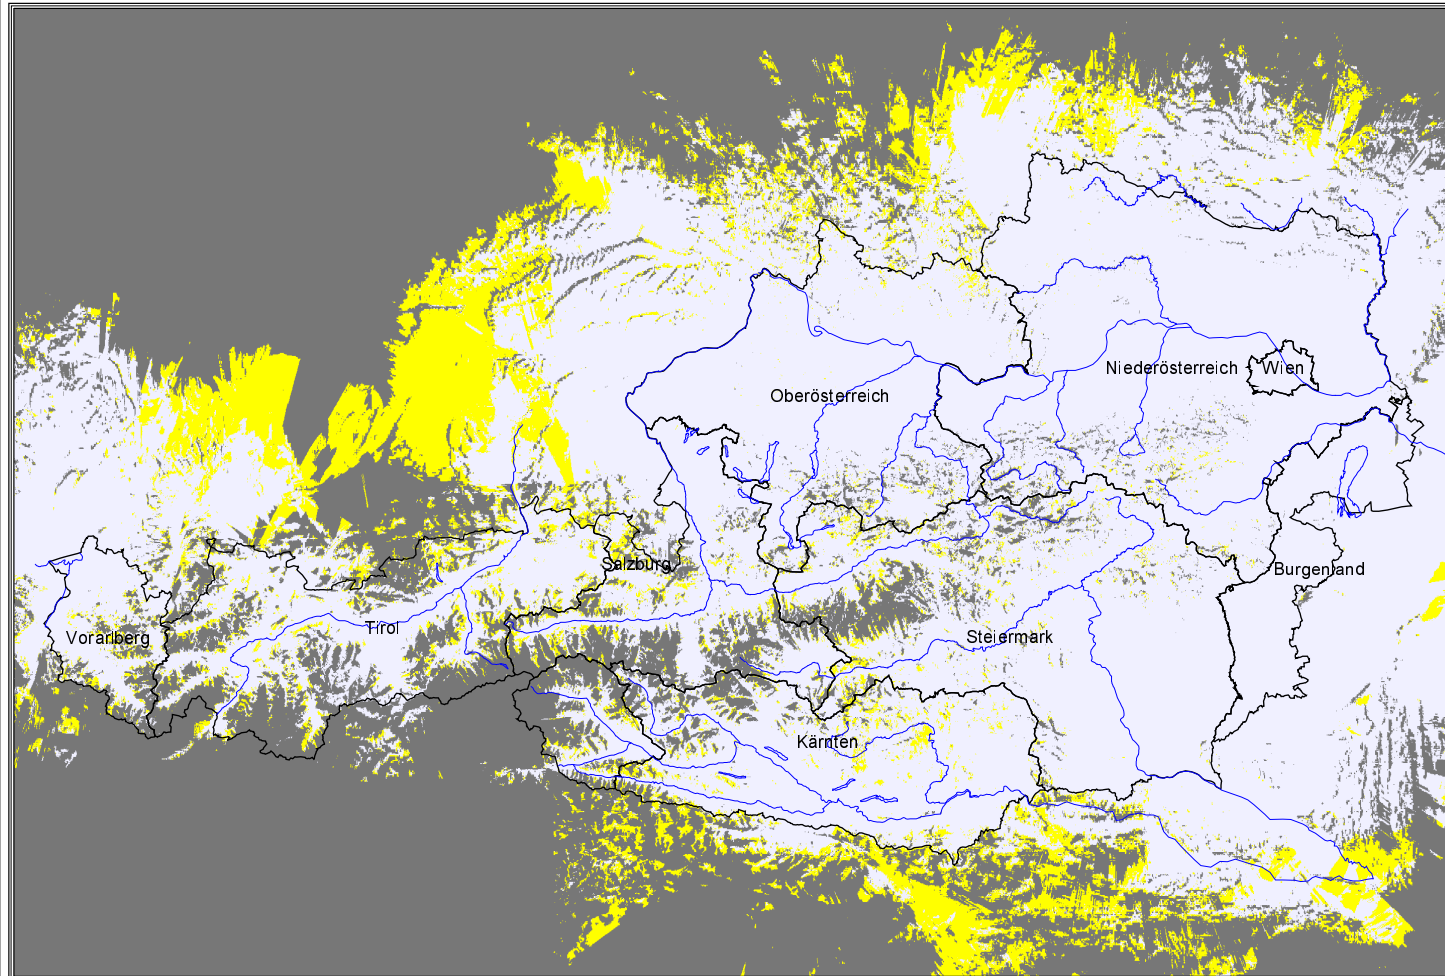 Niederösterreich
Wien
Oberösterreich
Salzburg
Burgenland
Vorarlberg
Tirol
Steiermark
Kärnten